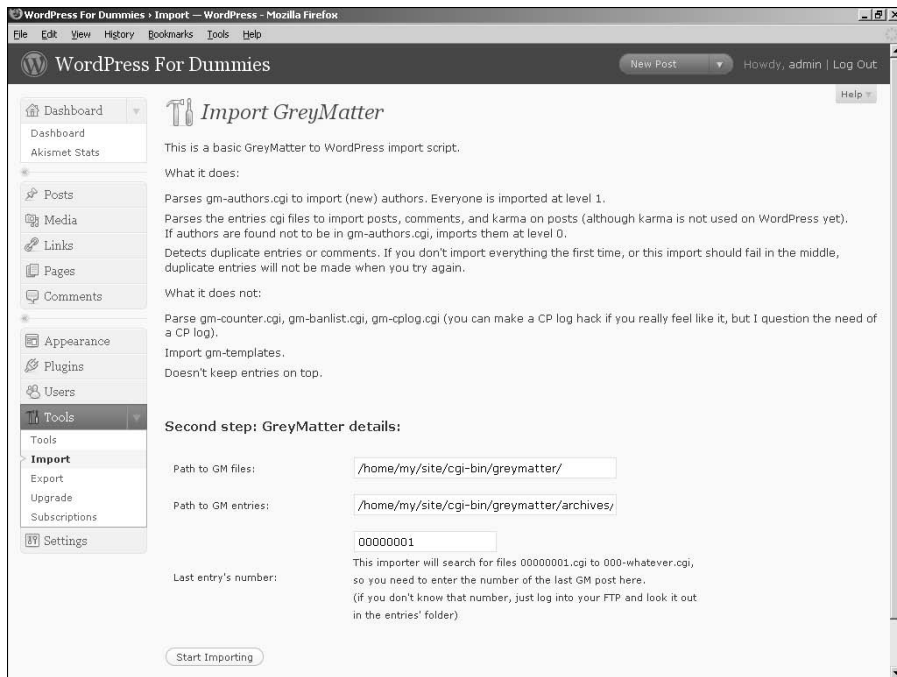 WordPress For Dummies › Import — WordPress - Mozilla Firefox
File Edit View History Bookmarks Tools Help
WordPress For Dummies
New Post
Howdy, admin | Log Out
Help
Dashboard
Dashboard
Akismet Stats
Posts
Media
Links
Pages
Comments
Appearance
Plugins
Users
Tools
Tools
Import
Export
Upgrade
Subscriptions
Settings
Import GreyMatter
This is a basic GreyMatter to WordPress import script.
What it does:
Parses gm-authors.cgi to import (new) authors. Everyone is imported at level 1.
Parses the entries cgi files to import posts, comments, and karma on posts (although karma is not used on WordPress yet).
If authors are found not to be in gm-authors.cgi, imports them at level 0.
Detects duplicate entries or comments. If you don't import everything the first time, or this import should fail in the middle,
duplicate entries will not be made when you try again.
What it does not:
Parse gm-counter.cgi, gm-banlist.cgi, gm-cplog.cgi (you can make a CP log hack if you really feel like it, but I question the need of
a CP log).
Import gm-templates.
Doesn't keep entries on top.
Second step: GreyMatter details:
Path to GM files:
/home/my/site/cgi-bin/greymatter/
Path to GM entries:
/home/my/site/cgi-bin/greymatter/archives/
Last entry's number:
00000001
This importer will search for files 00000001.cgi to 000-whatever.cgi,
so you need to enter the number of the last GM post here.
(if you don't know that number, just log into your FTP and look it out
in the entries' folder)
Start Importing